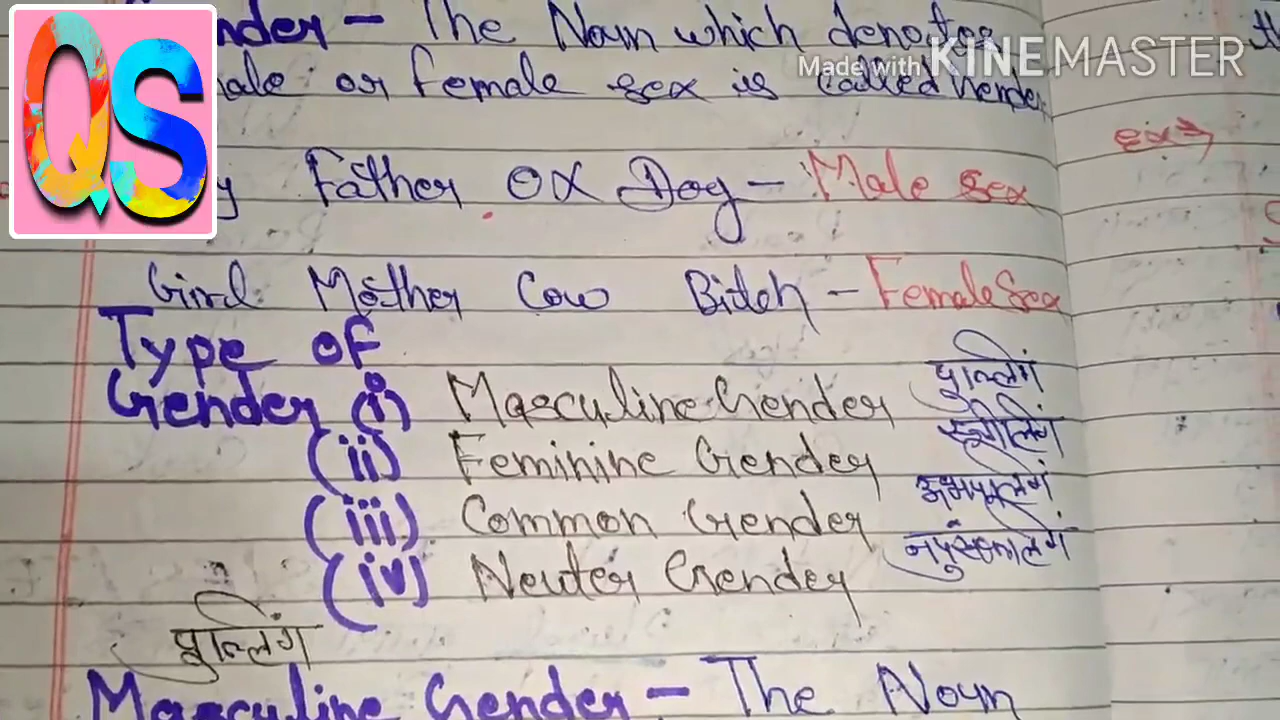 QS
nder - The Noun which denotes
Made with KINEMASTER
male or female sex is called Gender
ex→
Father OX Dog - Male sex
Girl Mother Cow Bitch - Female Sex
Type of
Gender (i) Masculine Gender पुल्लिगं
(ii) Feminine Gender स्त्रीलिगं
(iii) Common Gender
(iv) Neuter Gender नपुंसकलिगं
पुल्लिंग
Masculine Gender - The Noun